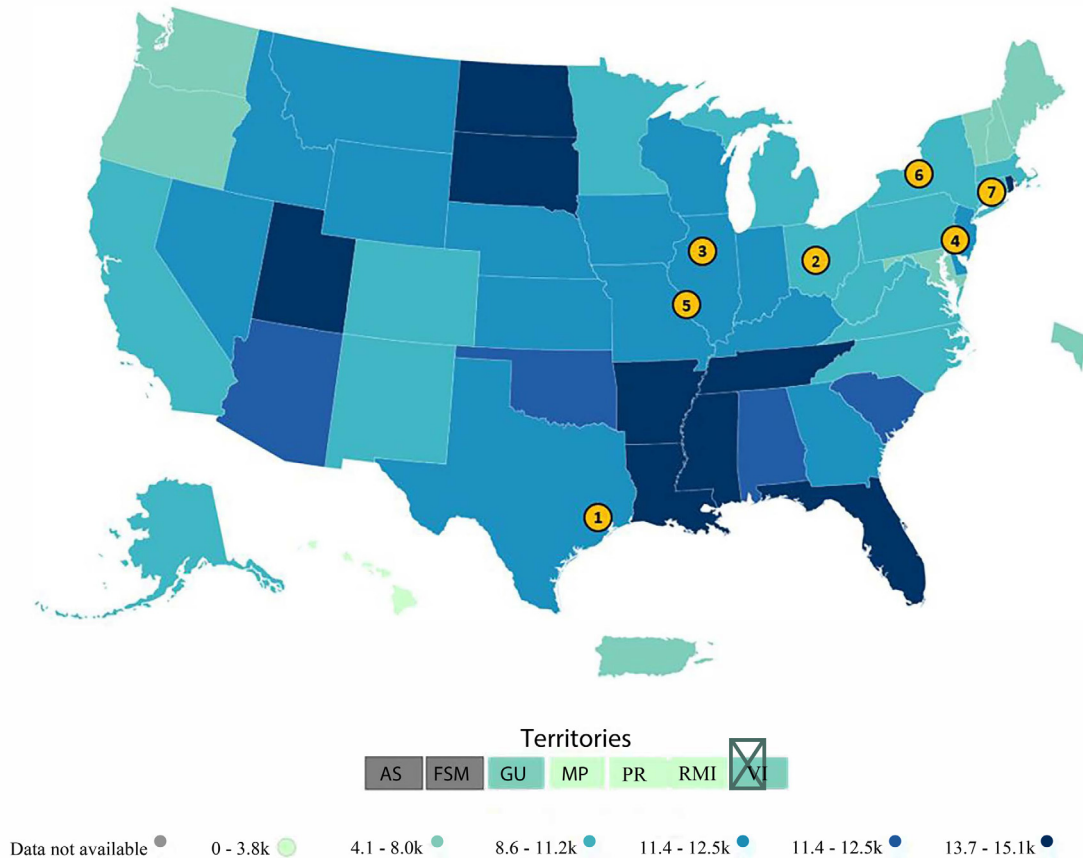 6
7
4
3
2
5
1
Territories
AS FSM GU MP PR RMI VI
Data not available 0 - 3.8k 4.1 - 8.0k 8.6 - 11.2k 11.4 - 12.5k 11.4 - 12.5k 13.7 - 15.1k